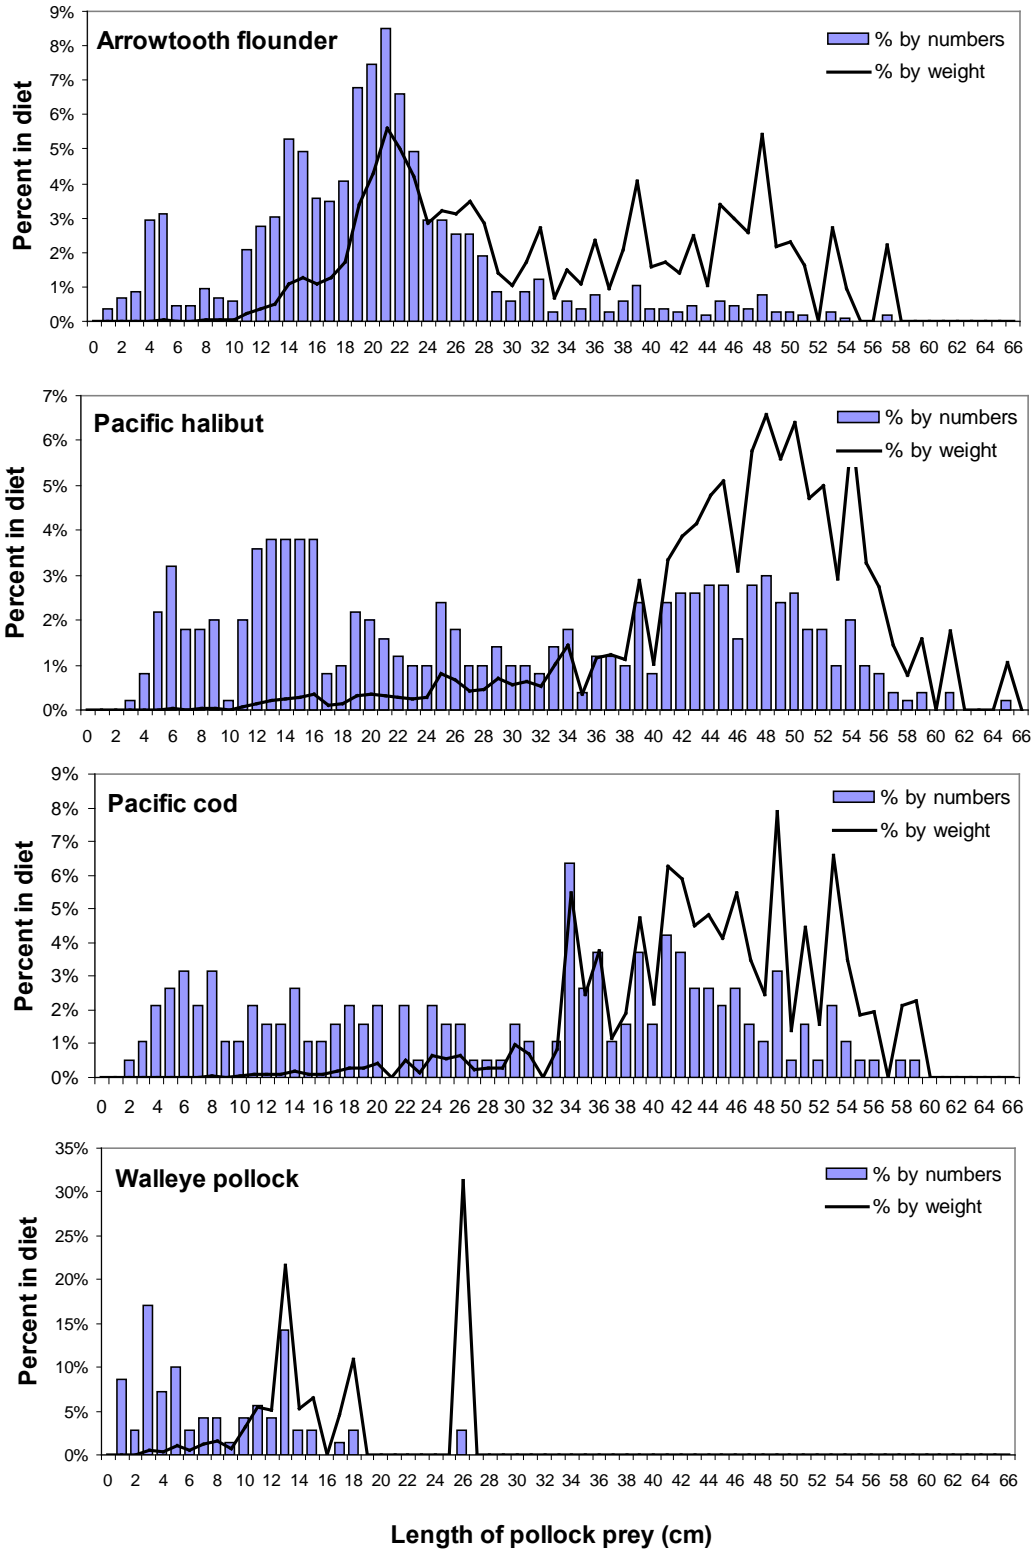 Arrowtooth flounder
% by numbers
% by weight
Percent in diet
9%
8%
7%
6%
5%
4%
3%
2%
1%
0%
0 2 4 6 8 10 12 14 16 18 20 22 24 26 28 30 32 34 36 38 40 42 44 46 48 50 52 54 56 58 60 62 64 66
Pacific halibut
% by numbers
% by weight
Percent in diet
7%
6%
5%
4%
3%
2%
1%
0%
0 2 4 6 8 10 12 14 16 18 20 22 24 26 28 30 32 34 36 38 40 42 44 46 48 50 52 54 56 58 60 62 64 66
Pacific cod
% by numbers
% by weight
Percent in diet
9%
8%
7%
6%
5%
4%
3%
2%
1%
0%
0 2 4 6 8 10 12 14 16 18 20 22 24 26 28 30 32 34 36 38 40 42 44 46 48 50 52 54 56 58 60 62 64 66
Walleye pollock
% by numbers
% by weight
Percent in diet
35%
30%
25%
20%
15%
10%
5%
0%
0 2 4 6 8 10 12 14 16 18 20 22 24 26 28 30 32 34 36 38 40 42 44 46 48 50 52 54 56 58 60 62 64 66
Length of pollock prey (cm)